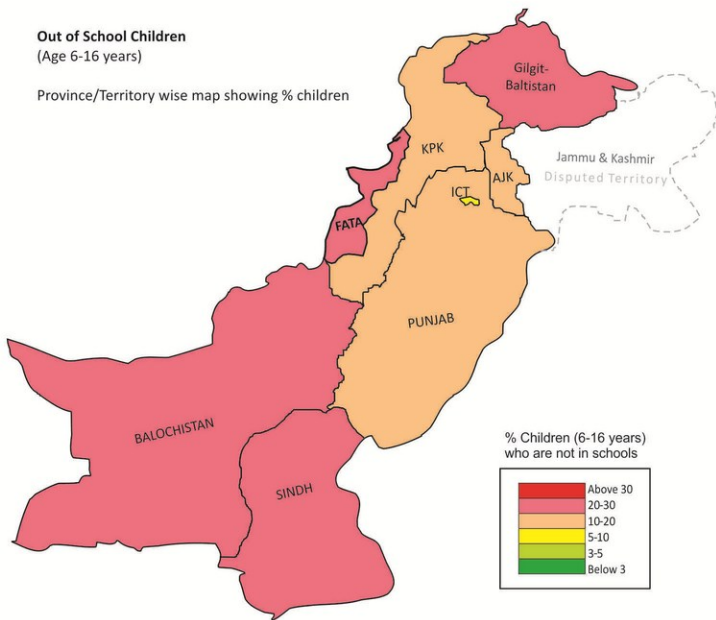 Out of School Children
(Age 6-16 years)
Province/Territory wise map showing % children
Gilgit-
Baltistan
KPK
Jammu & Kashmir
Disputed Territory
AJK
ICT
FATA
PUNJAB
BALOCHISTAN
SINDH
% Children (6-16 years)
who are not in schools
Above 30
20-30
10-20
5-10
3-5
Below 3